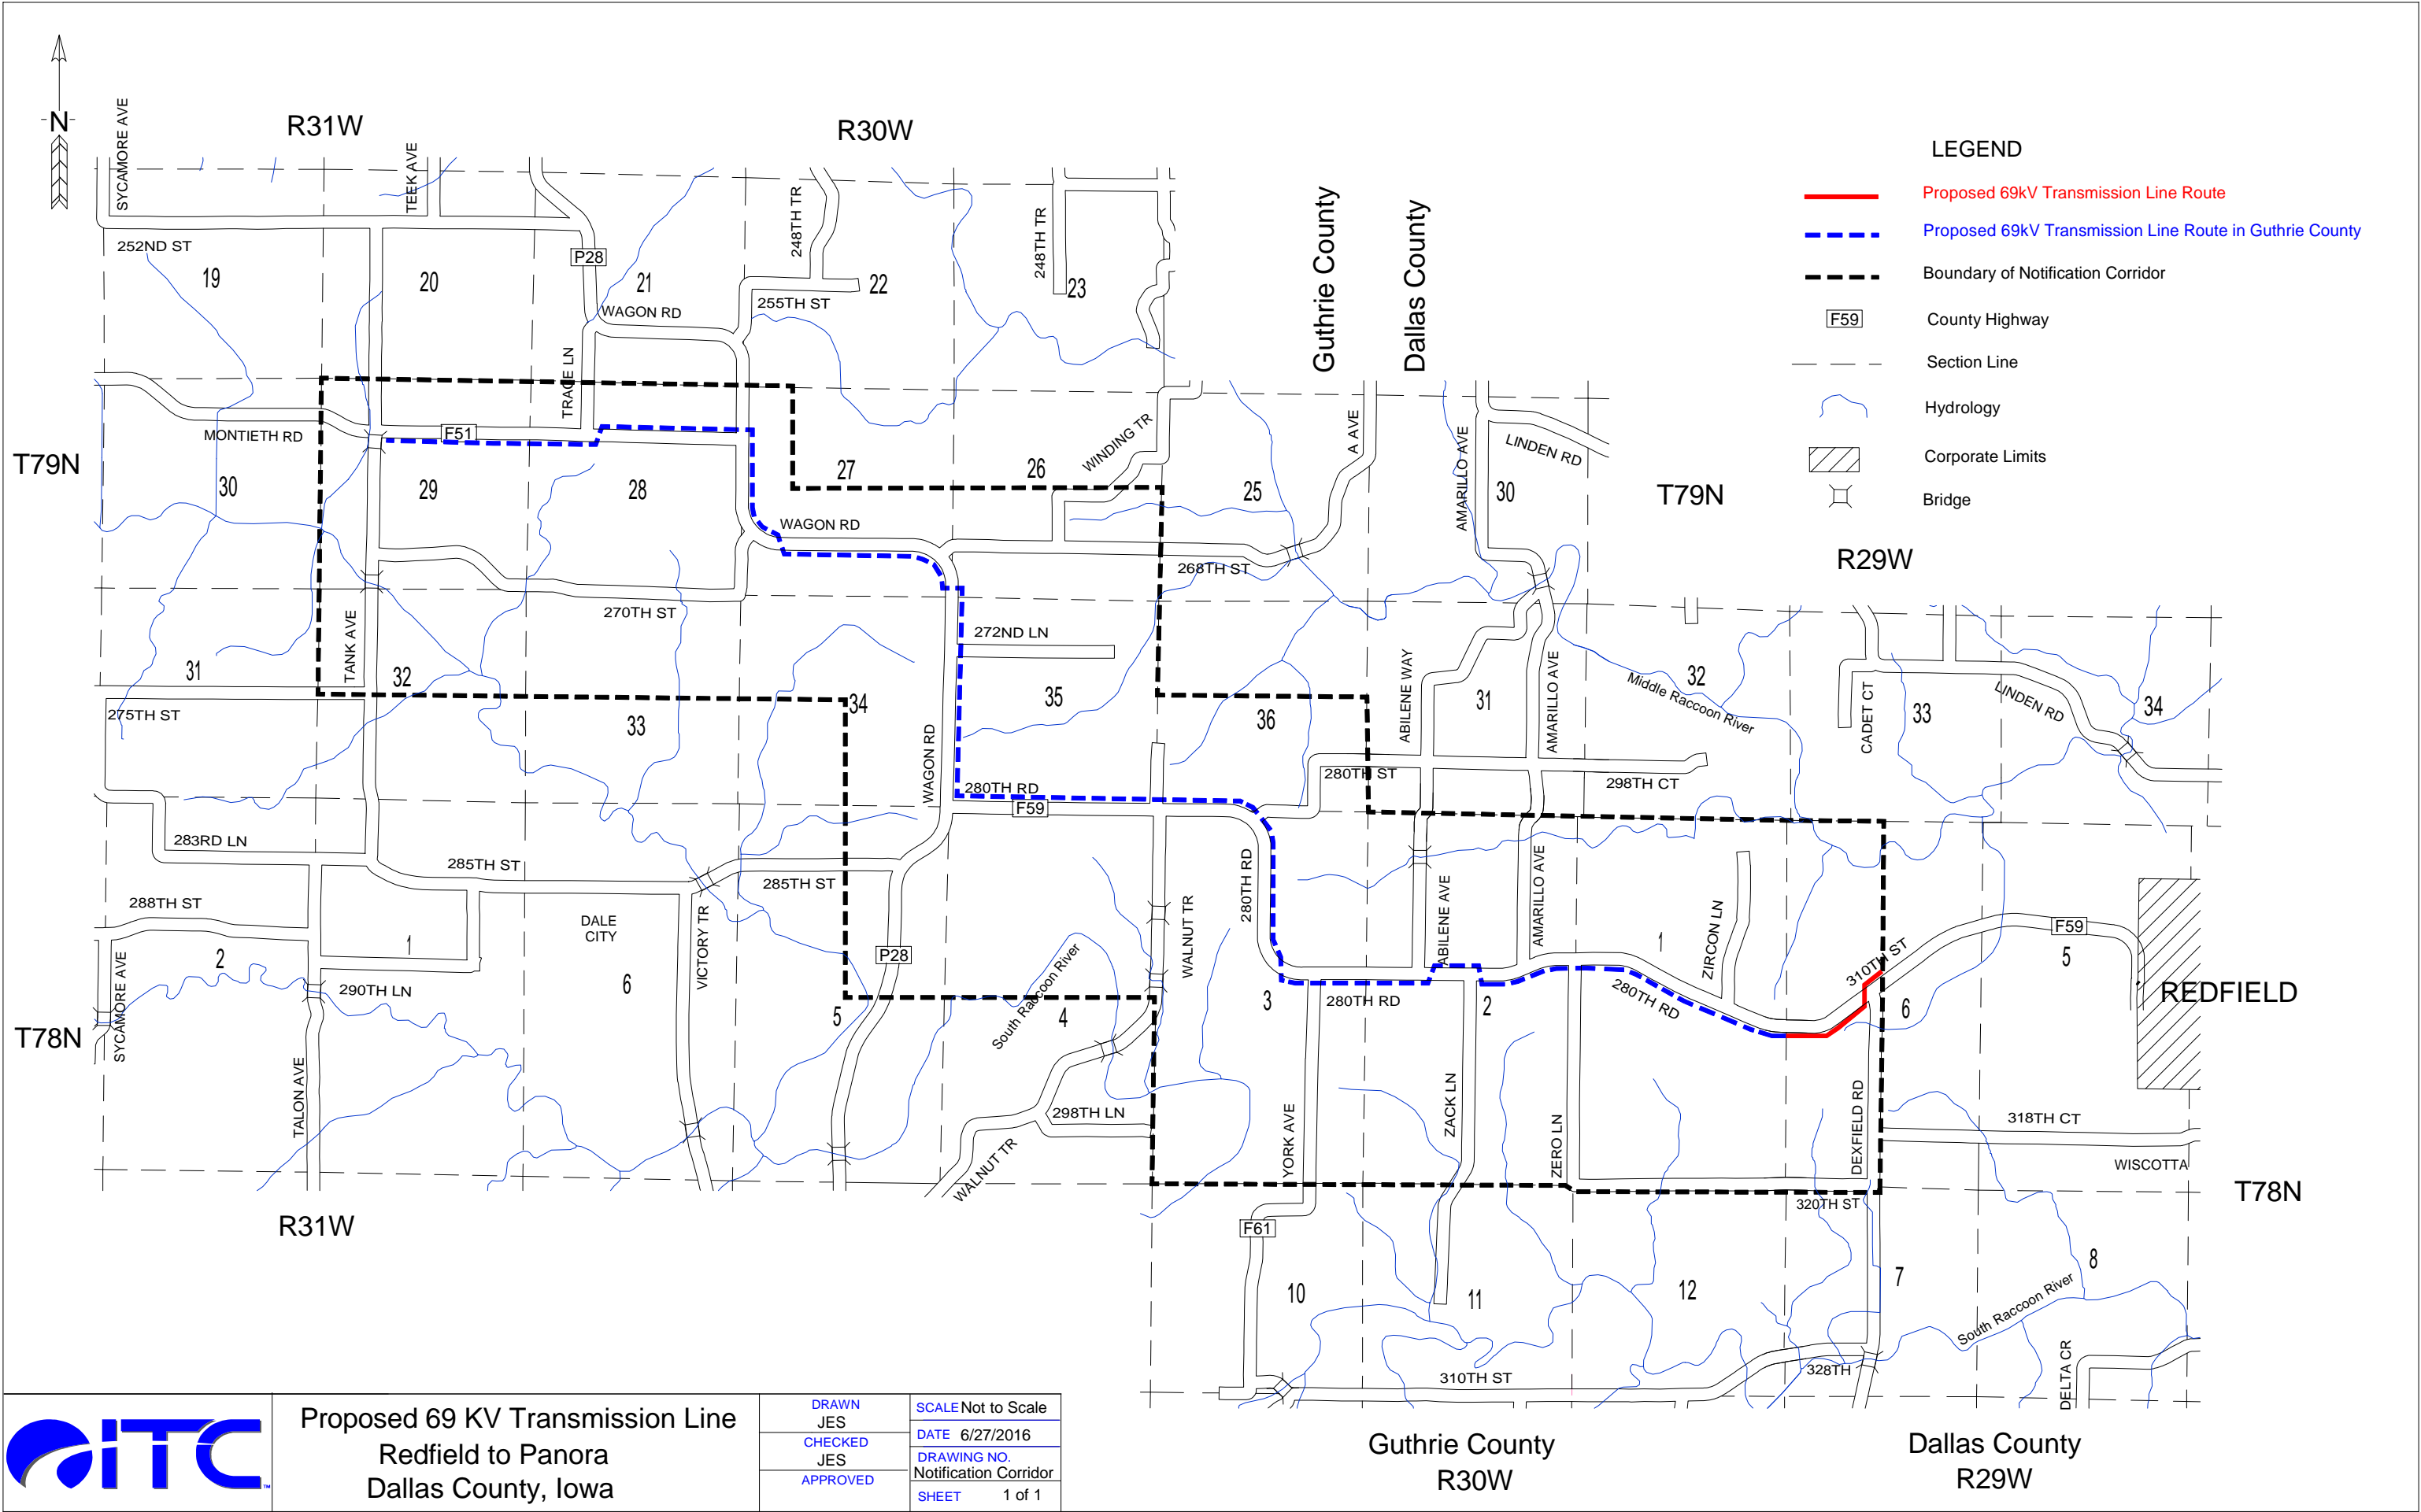 N
R31W
R30W
SYCAMORE AVE
TEEK AVE
252ND ST
P28
248TH TR
248TH TR
19
20
21
22
23
WAGON RD
255TH ST
TRACE LN
Guthrie County
Dallas County
LEGEND
Proposed 69kV Transmission Line Route
Proposed 69kV Transmission Line Route in Guthrie County
Boundary of Notification Corridor
F59
County Highway
Section Line
Hydrology
Corporate Limits
Bridge
MONTIETH RD
F51
WINDING TR
A AVE
AMARILLO AVE
LINDEN RD
T79N
30
29
28
27
26
25
30
T79N
WAGON RD
268TH ST
R29W
270TH ST
272ND LN
TANK AVE
31
32
33
34
35
36
ABILENE WAY
31
AMARILLO AVE
32
Middle Raccoon River
CADET CT
33
LINDEN RD
34
275TH ST
WAGON RD
280TH RD
F59
280TH ST
298TH CT
283RD LN
285TH ST
285TH ST
288TH ST
DALE
CITY
VICTORY TR
P28
WALNUT TR
280TH RD
ABILENE AVE
AMARILLO AVE
ZIRCON LN
310TH ST
F59
2
1
6
5
4
3
2
1
6
5
REDFIELD
SYCAMORE AVE
290TH LN
South Raccoon River
280TH RD
280TH RD
T78N
TALON AVE
298TH LN
WALNUT TR
YORK AVE
ZACK LN
ZERO LN
DEXFIELD RD
318TH CT
WISCOTTA
320TH ST
T78N
R31W
F61
10
11
12
7
8
South Raccoon River
310TH ST
328TH
DELTA CR
ITC
TM
Proposed 69 KV Transmission Line
Redfield to Panora
Dallas County, Iowa
DRAWN
JES
CHECKED
JES
APPROVED
SCALE Not to Scale
DATE 6/27/2016
DRAWING NO.
Notification Corridor
SHEET 1 of 1
Guthrie County
R30W
Dallas County
R29W